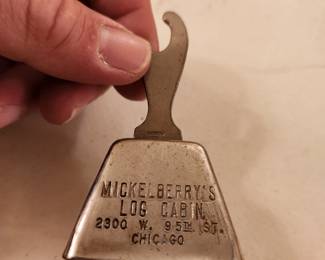 MICKELBERRY'S
LOG CABIN
2300 W. 95TH ST.
CHICAGO